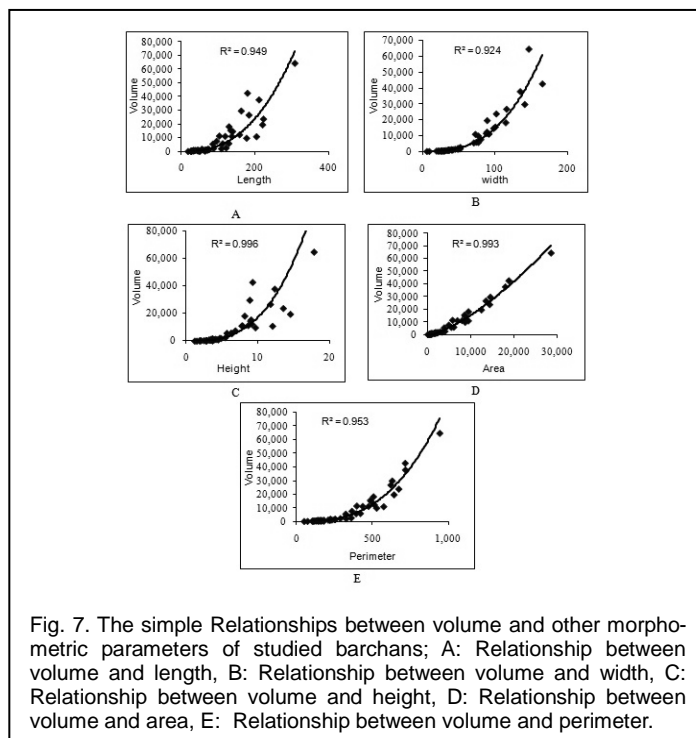 80,000
70,000
60,000
50,000
40,000
30,000
20,000
10,000
0
Volume
R² = 0.949
0 200 400
Length
A
80,000
70,000
60,000
50,000
40,000
30,000
20,000
10,000
0
Volume
R² = 0.924
0 100 200
width
B
80,000
60,000
40,000
20,000
0
Volume
R² = 0.996
0 10 20
Height
C
80,000
70,000
60,000
50,000
40,000
30,000
20,000
10,000
0
Volume
R² = 0.993
0 10,000 20,000 30,000
Area
D
80,000
70,000
60,000
50,000
40,000
30,000
20,000
10,000
0
Volume
R² = 0.953
0 500 1,000
Perimeter
E
Fig. 7. The simple Relationships between volume and other morpho-
metric parameters of studied barchans; A: Relationship between
volume and length, B: Relationship between volume and width, C:
Relationship between volume and height, D: Relationship between
volume and area, E: Relationship between volume and perimeter.